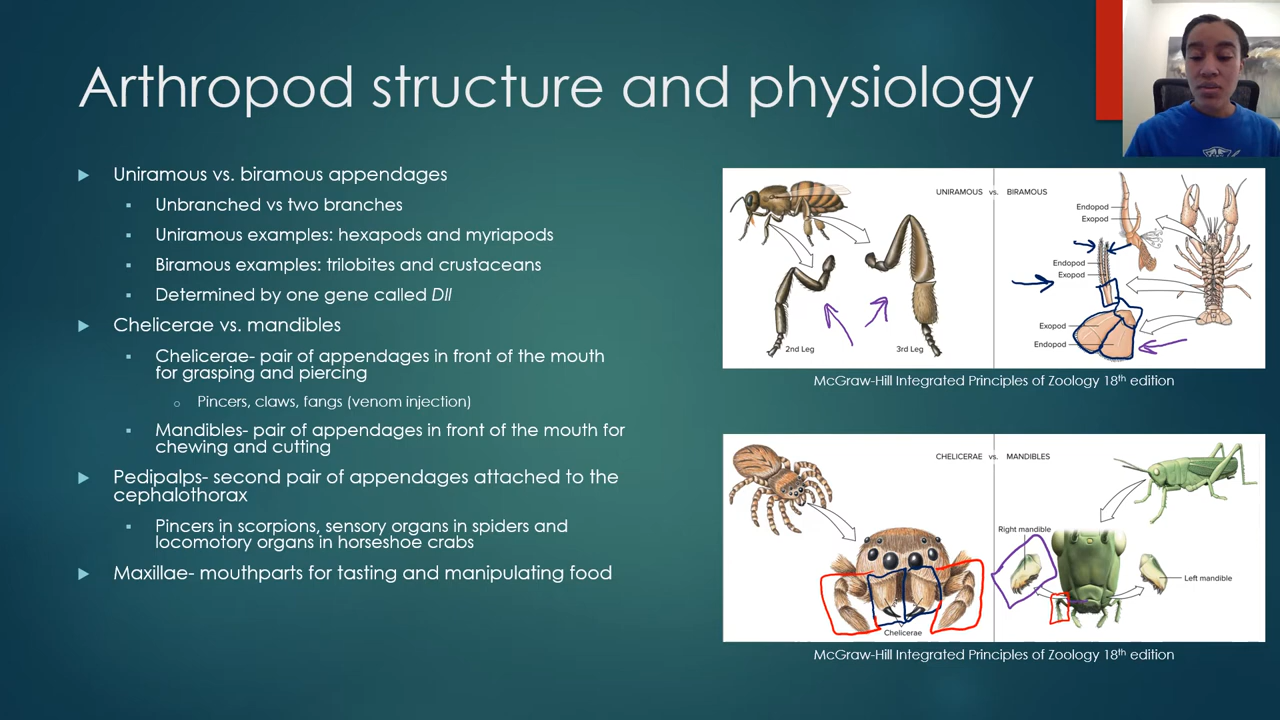 Arthropod structure and physiology
Uniramous vs. biramous appendages
Unbranched vs two branches
Uniramous examples: hexapods and myriapods
Biramous examples: trilobites and crustaceans
Determined by one gene called Dll
Chelicerae vs. mandibles
Chelicerae- pair of appendages in front of the mouth
for grasping and piercing
Pincers, claws, fangs (venom injection)
Mandibles- pair of appendages in front of the mouth for
chewing and cutting
Pedipalps- second pair of appendages attached to the
cephalothorax
Pincers in scorpions, sensory organs in spiders and
locomotory organs in horseshoe crabs
Maxillae- mouthparts for tasting and manipulating food
UNIRAMOUS vs. BIRAMOUS
Endopod
Exopod
Endopod
Exopod
Exopod
Endopod
2nd Leg
3rd Leg
McGraw-Hill Integrated Principles of Zoology 18th edition
CHELICERAE vs. MANDIBLES
Right mandible
Left mandible
Chelicerae
McGraw-Hill Integrated Principles of Zoology 18th edition